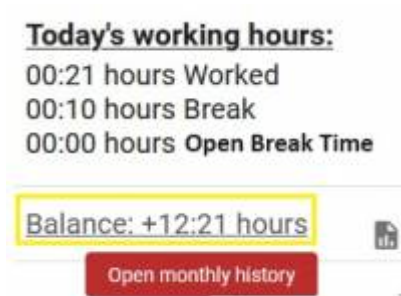 Today's working hours:
00:21 hours Worked
00:10 hours Break
00:00 hours Open Break Time
Balance: +12:21 hours
Open monthly history